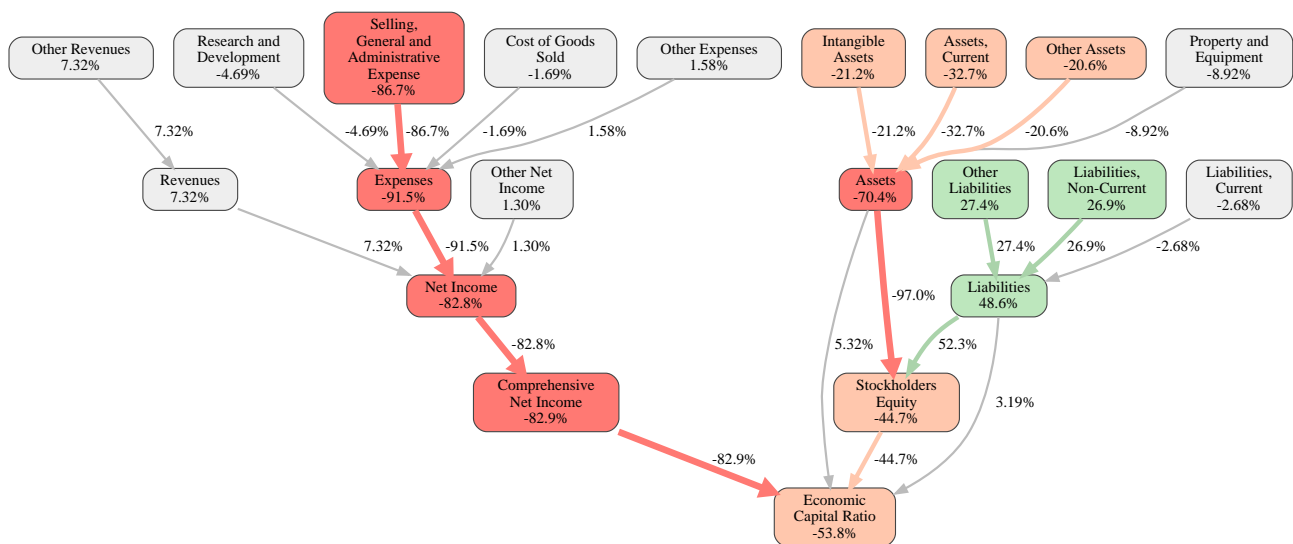 Other Revenues
7.32%
Research and
Development
-4.69%
Selling,
General and
Administrative
Expense
-86.7%
Cost of Goods
Sold
-1.69%
Other Expenses
1.58%
Intangible
Assets
-21.2%
Assets,
Current
-32.7%
Other Assets
-20.6%
Property and
Equipment
-8.92%
7.32%
-4.69%
-86.7%
-1.69%
1.58%
-21.2%
-32.7%
-20.6%
-8.92%
Revenues
7.32%
Expenses
-91.5%
Other Net
Income
1.30%
Assets
-70.4%
Other
Liabilities
27.4%
Liabilities,
Non-Current
26.9%
Liabilities,
Current
-2.68%
7.32%
-91.5%
1.30%
27.4%
26.9%
-2.68%
Net Income
-82.8%
-97.0%
Liabilities
48.6%
-82.8%
5.32%
52.3%
Comprehensive
Net Income
-82.9%
Stockholders
Equity
-44.7%
3.19%
-82.9%
-44.7%
Economic
Capital Ratio
-53.8%